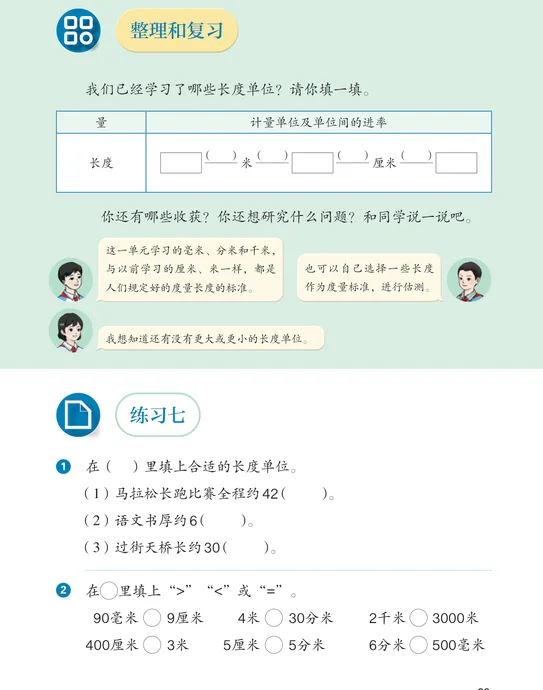 整理和复习
我们已经学习了哪些长度单位？请你填一填。
量 计量单位及单位间的进率
长度 ( ) 米 ( ) ( ) 厘米 ( )
你还有哪些收获？你还想研究什么问题？和同学说一说吧。
这一单元学习的毫米、分米和千米，
与以前学习的厘米、米一样，都是
人们规定好的度量长度的标准。
也可以自己选择一些长度
作为度量标准，进行估测。
我想知道还有没有更大或更小的长度单位。
练习七
1 在（ ）里填上合适的长度单位。
（1）马拉松长跑比赛全程约42( )。
（2）语文书厚约6( )。
（3）过街天桥长约30( )。
2 在○里填上“>”“<”或“=”。
90毫米○9厘米 4米○30分米 2千米○3000米
400厘米○3米 5厘米○5分米 6分米○500毫米